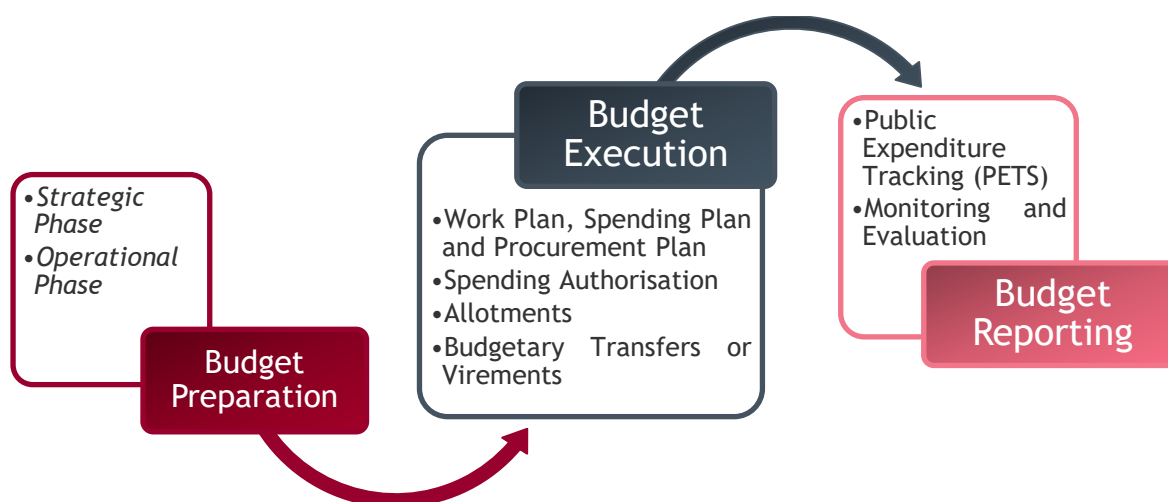 •Strategic
Phase
•Operational
Phase
Budget
Preparation
Budget
Execution
•Work Plan, Spending Plan
and Procurement Plan
•Spending Authorisation
•Allotments
•Budgetary Transfers or
Virements
•Public
Expenditure
Tracking (PETS)
•Monitoring and
Evaluation
Budget
Reporting